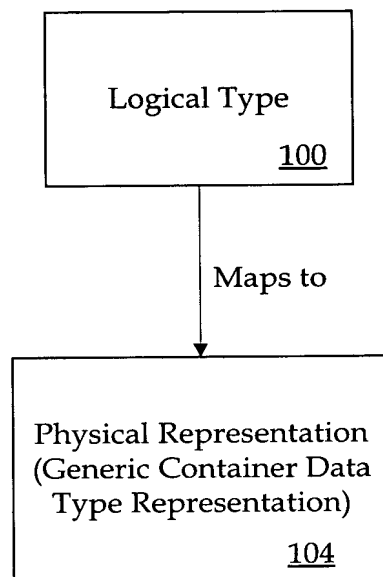 Logical Type
100
Maps to
Physical Representation
(Generic Container Data
Type Representation)
104